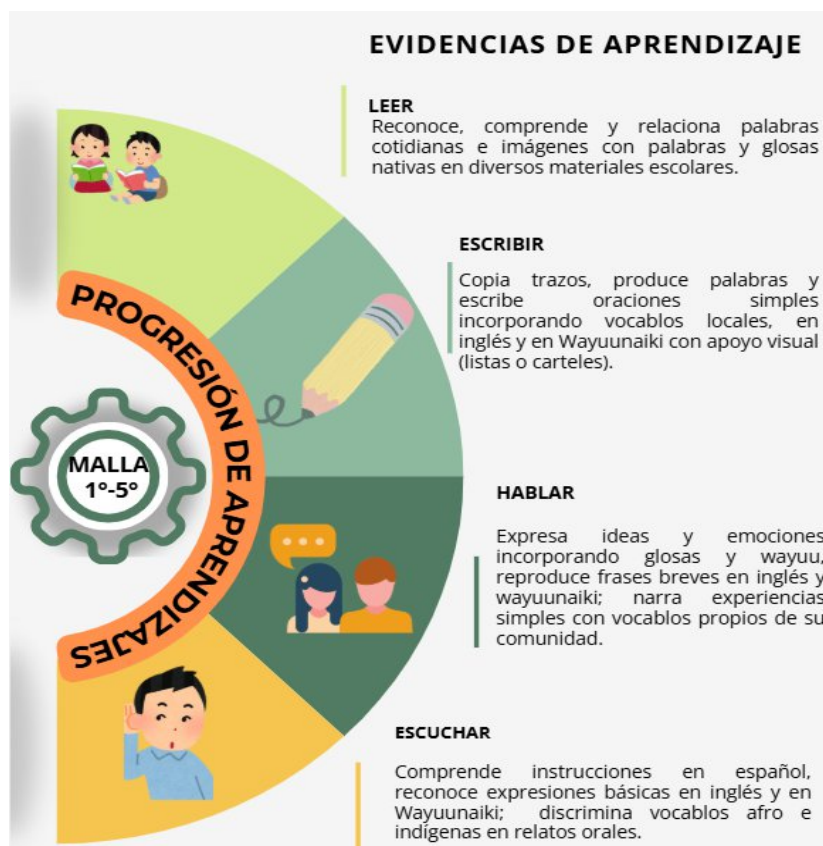 EVIDENCIAS DE APRENDIZAJE
LEER
Reconoce, comprende y relaciona palabras
cotidianas e imágenes con palabras y glosas
nativas en diversos materiales escolares.
ESCRIBIR
Copia trazos, produce palabras y
escribe oraciones simples
incorporando vocablos locales, en
inglés y en Wayuunaiki con apoyo visual
(listas o carteles).
PROGRESIÓN DE APRENDIZAJES
MALLA
1°-5°
HABLAR
Expresa ideas y emociones
incorporando glosas y wayuu,
reproduce frases breves en inglés y
wayuunaiki; narra experiencias
simples con vocablos propios de su
comunidad.
ESCUCHAR
Comprende instrucciones en español,
reconoce expresiones básicas en inglés y en
Wayuunaiki; discrimina vocablos afro e
indígenas en relatos orales.